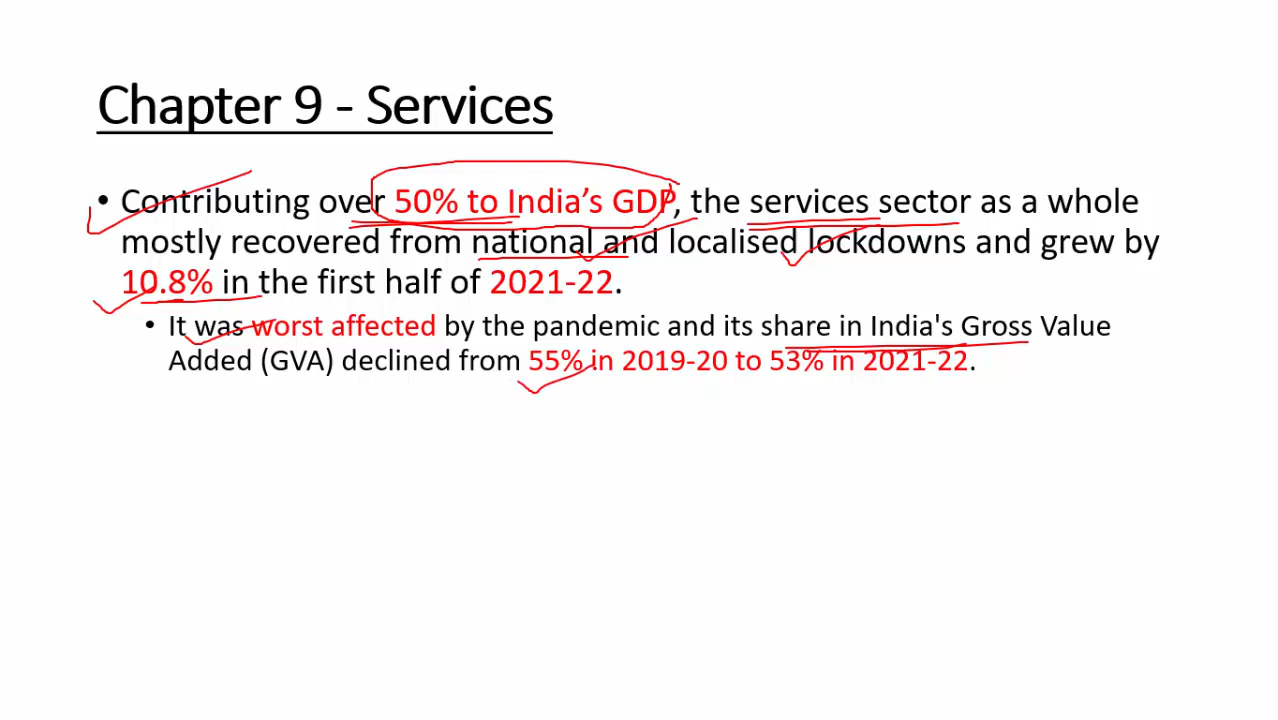 Chapter 9 - Services
• Contributing over 50% to India’s GDP, the services sector as a whole
mostly recovered from national and localised lockdowns and grew by
10.8% in the first half of 2021-22.
• It was worst affected by the pandemic and its share in India's Gross Value
Added (GVA) declined from 55% in 2019-20 to 53% in 2021-22.